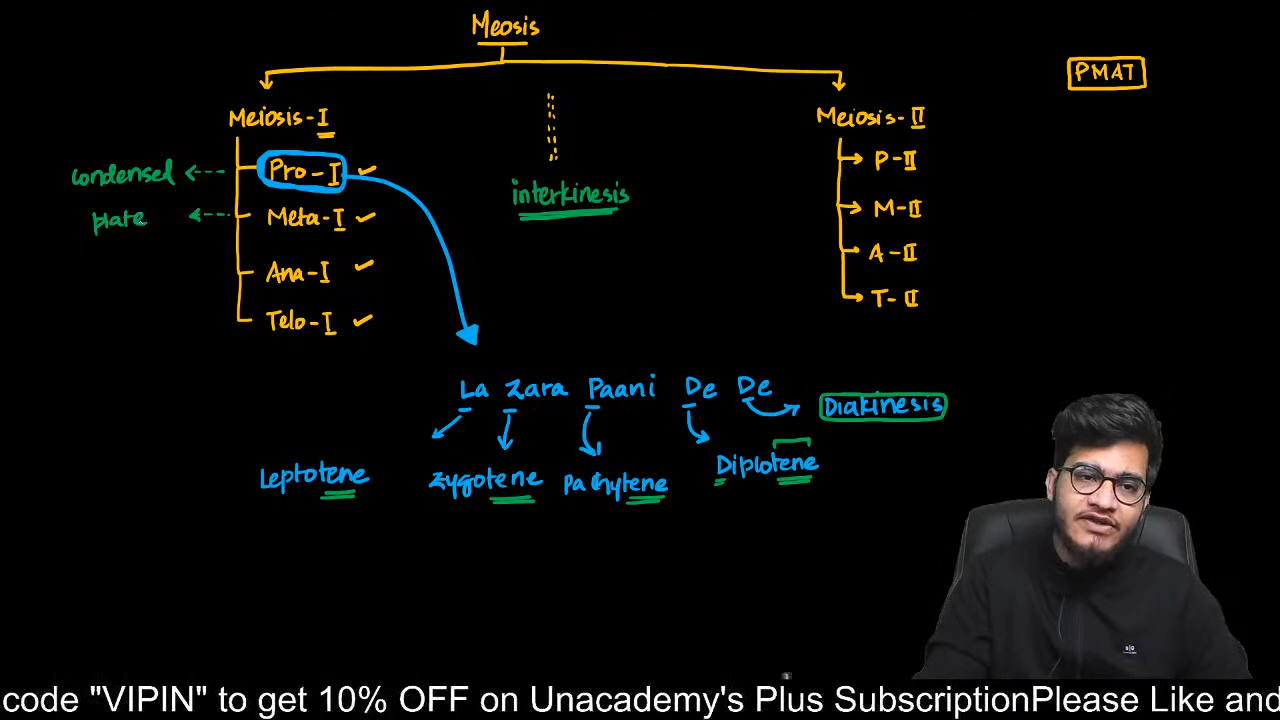 Meosis
PMAT
Meiosis-I
Meiosis-II
condensed
Pro-I
P-II
interkinesis
plate
Meta-I
M-II
Ana-I
A-II
Telo-I
T-II
La Zara Paani De De
Diakinesis
Leptotene
Zygotene
Pachytene
Diplotene
code "VIPIN" to get 10% OFF on Unacademy's Plus SubscriptionPlease Like and